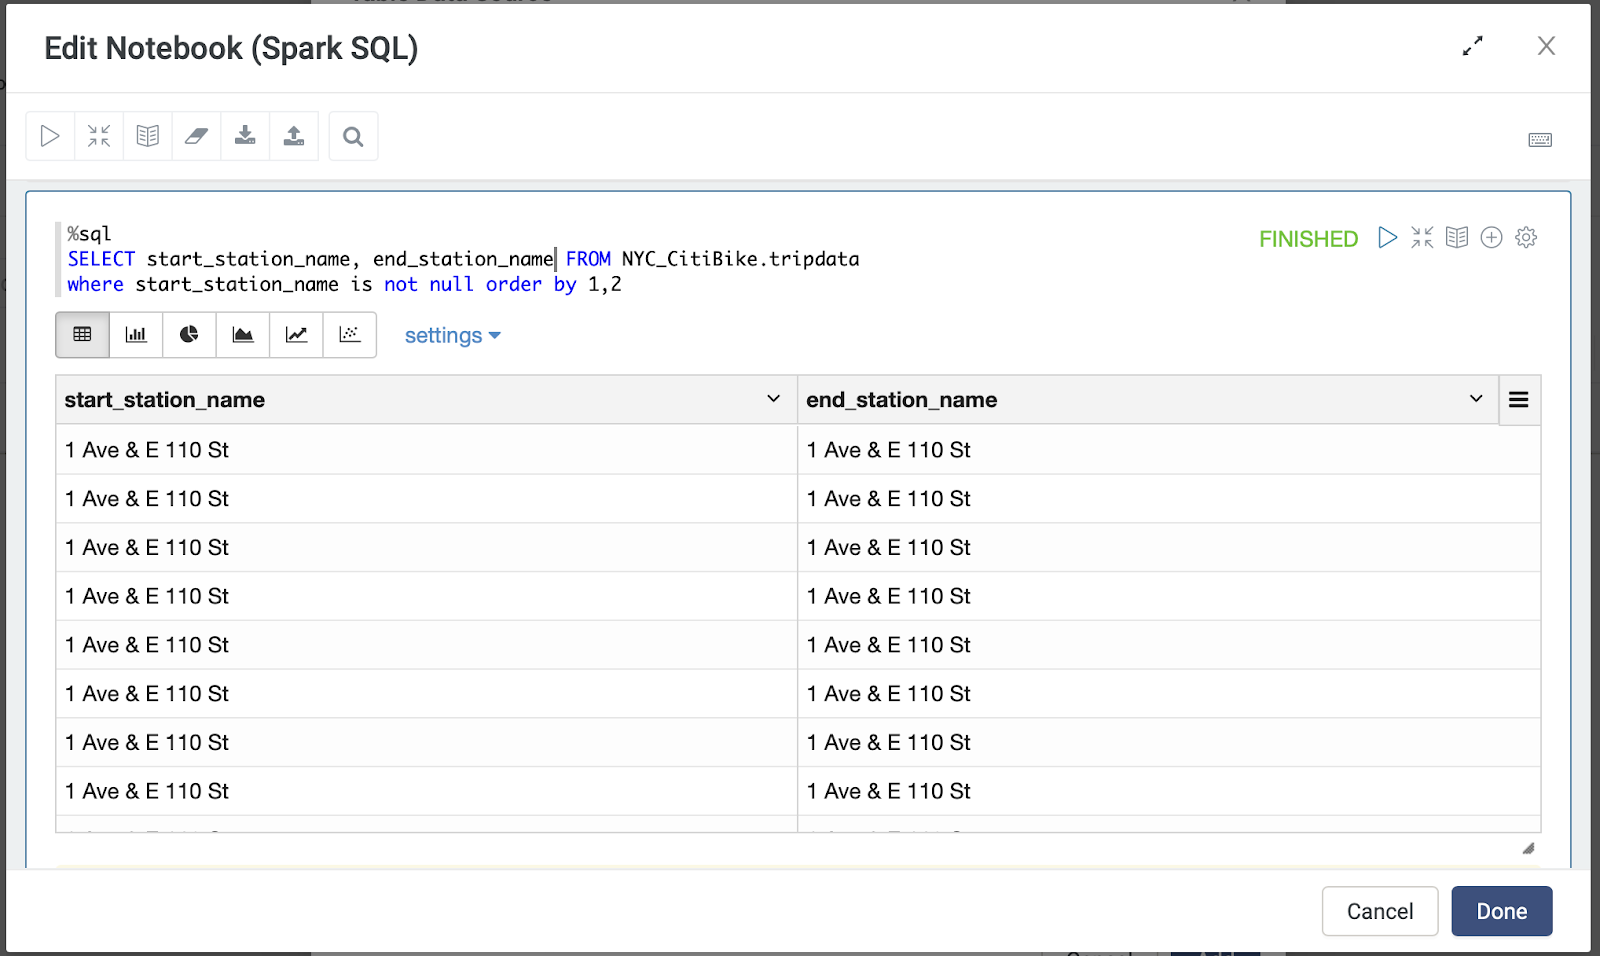 Edit Notebook (Spark SQL)
%sql
SELECT start_station_name, end_station_name FROM NYC_CitiBike.tripdata
where start_station_name is not null order by 1,2
FINISHED
settings
start_station_name end_station_name
1 Ave & E 110 St 1 Ave & E 110 St
1 Ave & E 110 St 1 Ave & E 110 St
1 Ave & E 110 St 1 Ave & E 110 St
1 Ave & E 110 St 1 Ave & E 110 St
1 Ave & E 110 St 1 Ave & E 110 St
1 Ave & E 110 St 1 Ave & E 110 St
1 Ave & E 110 St 1 Ave & E 110 St
1 Ave & E 110 St 1 Ave & E 110 St
Cancel Done